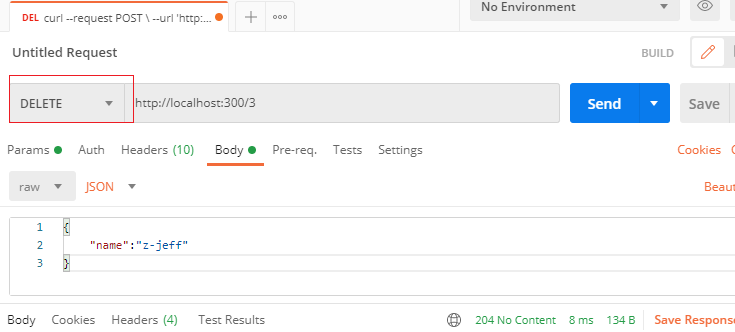 DEL curl --request POST \ --url 'http:...
No Environment
Untitled Request
BUILD
DELETE
http://localhost:300/3
Send
Save
Params Auth Headers (10) Body Pre-req. Tests Settings
Cookies
raw
JSON
Beaut
1 {
2 "name":"z-jeff"
3 }
Body Cookies Headers (4) Test Results
204 No Content 8 ms 134 B Save Response